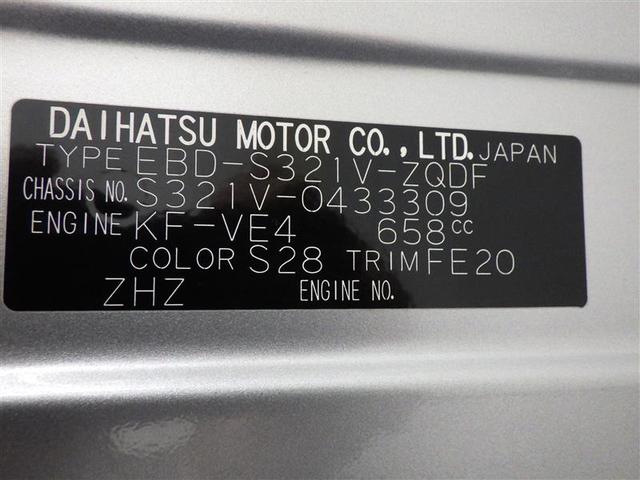 DAIHATSU MOTOR CO.,LTD. JAPAN
TYPE EBD-S321V-ZQDF
CHASSIS NO. S321V-0433309
ENGINE KF-VE4 658cc
COLOR S28 TRIM FE20
ZHZ ENGINE NO.